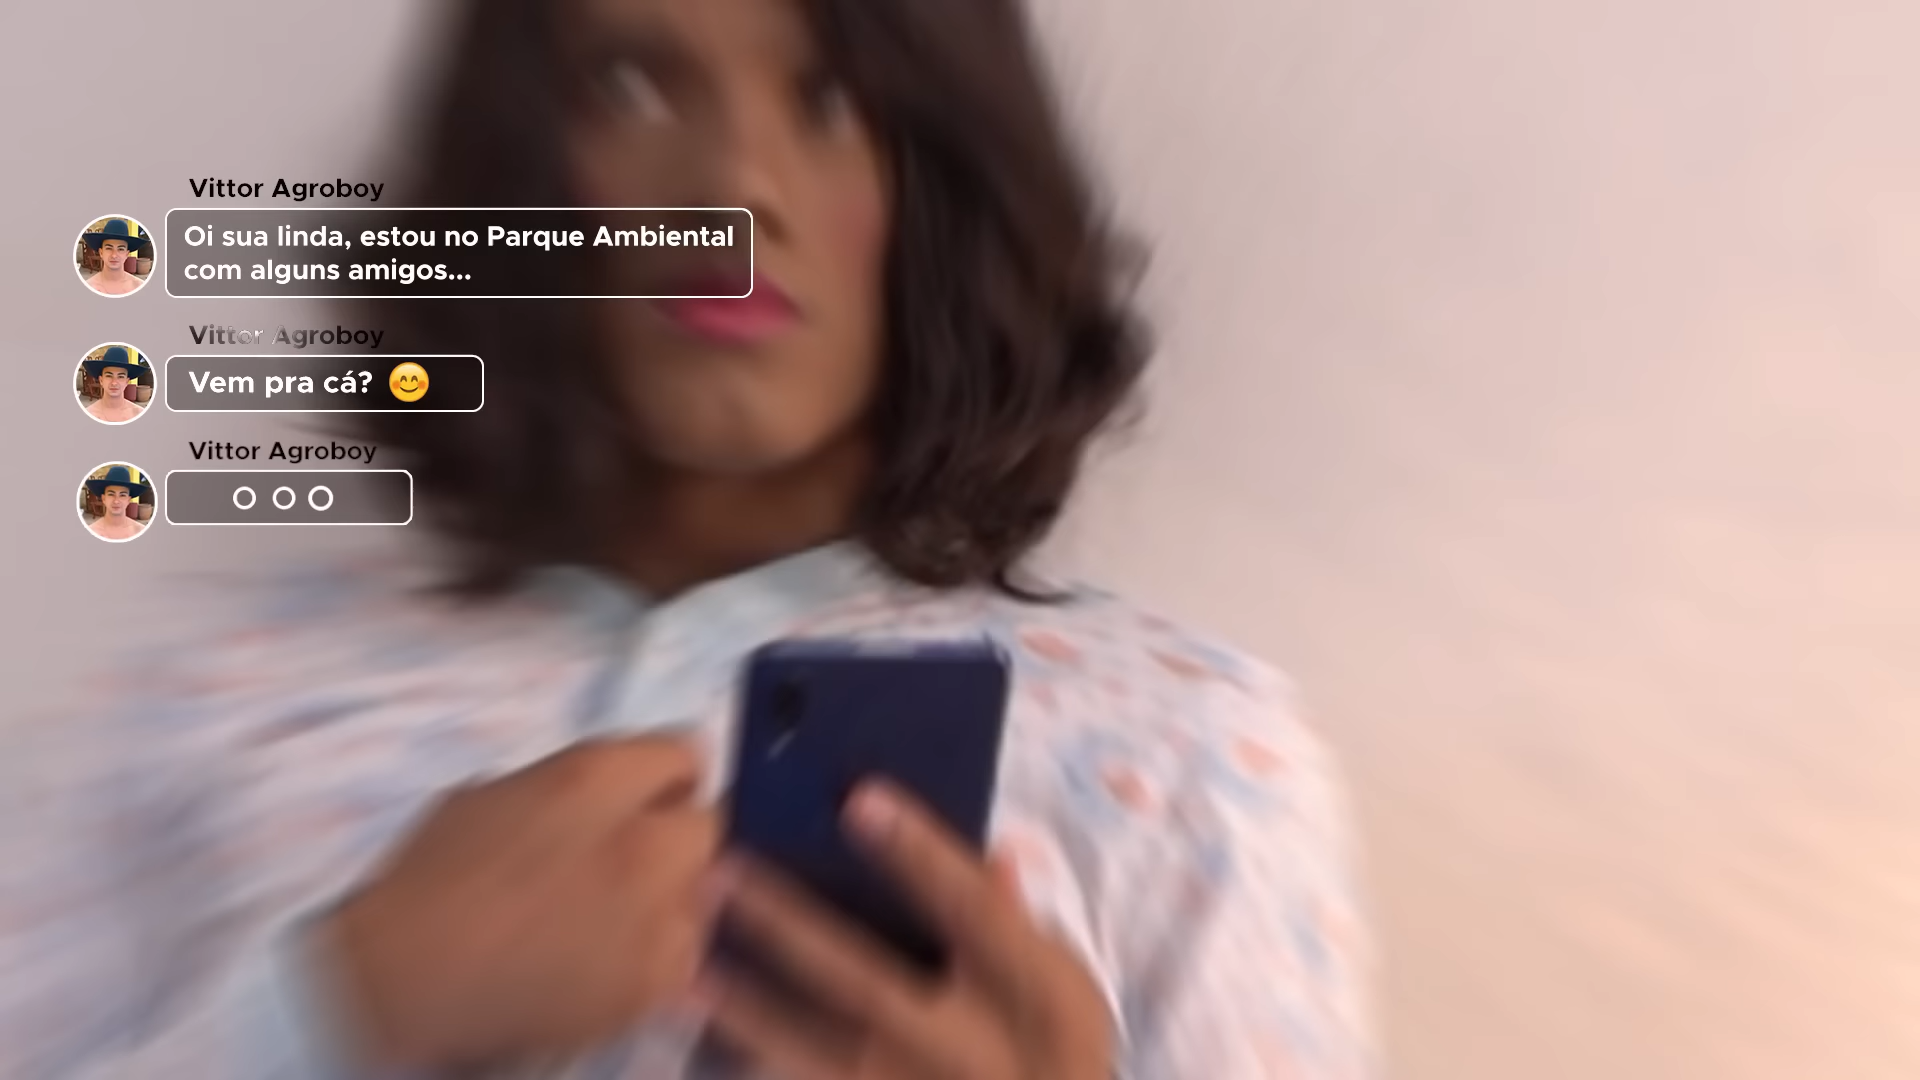 Vittor Agroboy
Oi sua linda, estou no Parque Ambiental
com alguns amigos...
Vittor Agroboy
Vem pra cá? 😊
Vittor Agroboy